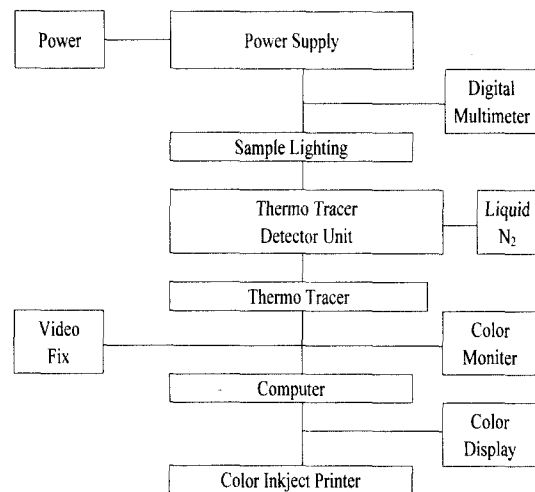 Power
Power Supply
Digital
Multimeter
Sample Lighting
Thermo Tracer
Detector Unit
Liquid
N₂
Thermo Tracer
Video
Fix
Color
Moniter
Computer
Color
Display
Color Inkject Printer